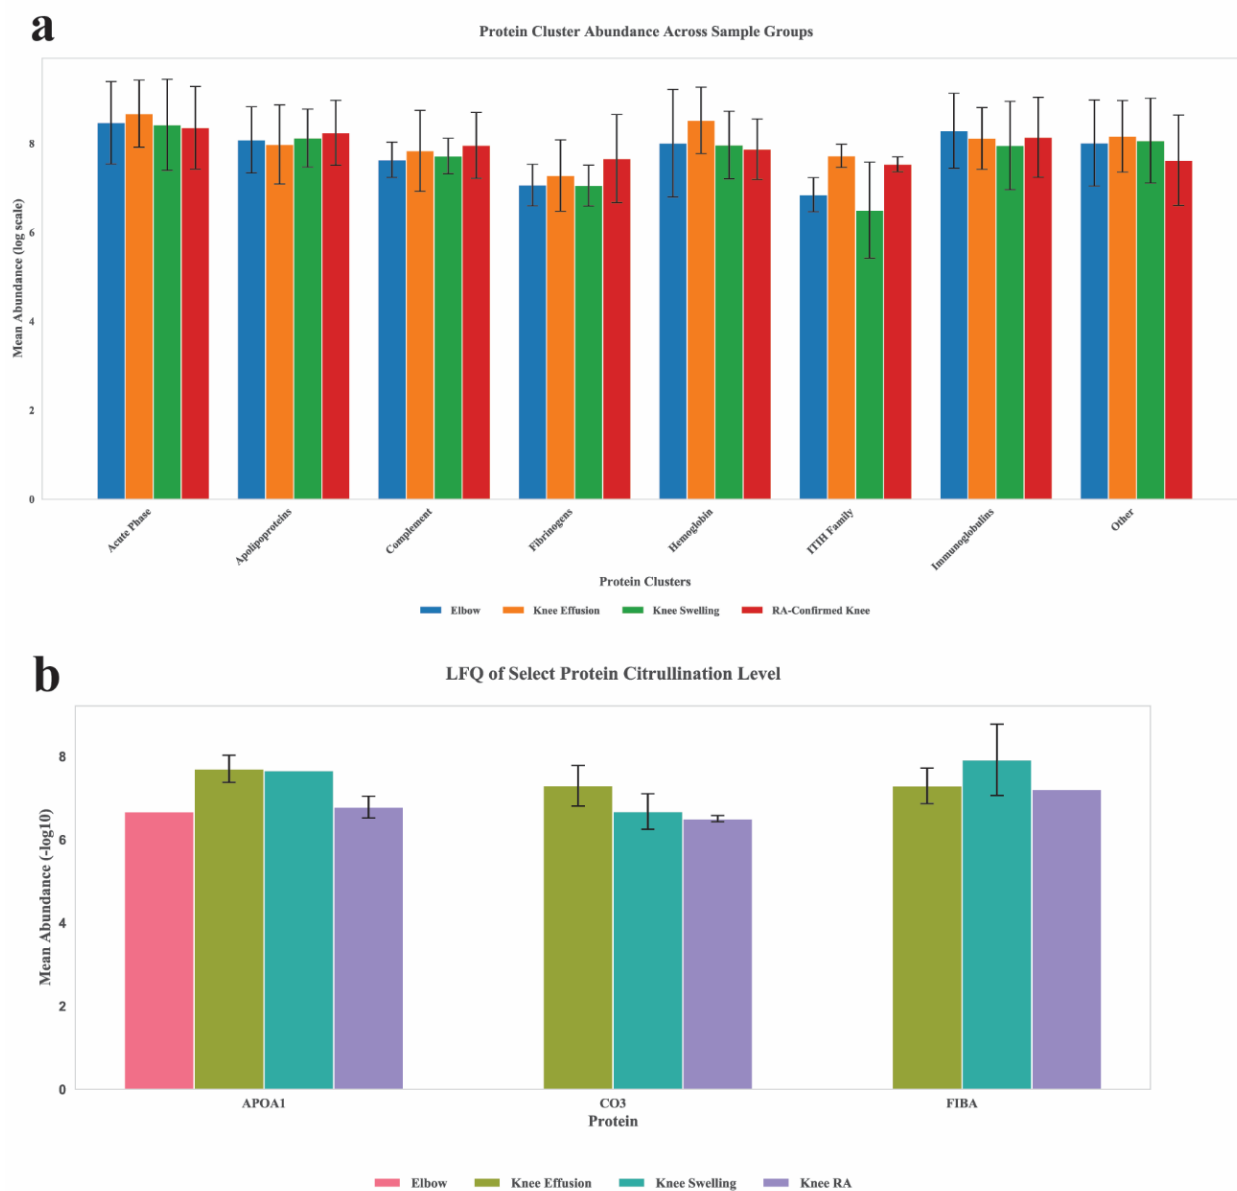 a
Protein Cluster Abundance Across Sample Groups
Mean Abundance (log scale)
8
6
4
2
0
Acute Phase
Apolipoproteins
Complement
Fibrinogens
Hemoglobin
ITIH Family
Immunoglobulins
Other
Protein Clusters
Elbow Knee Effusion Knee Swelling RA-Confirmed Knee
b
LFQ of Select Protein Citrullination Level
Mean Abundance (-log10)
8
6
4
2
0
APOA1 CO3 FIBA
Protein
Elbow Knee Effusion Knee Swelling Knee RA